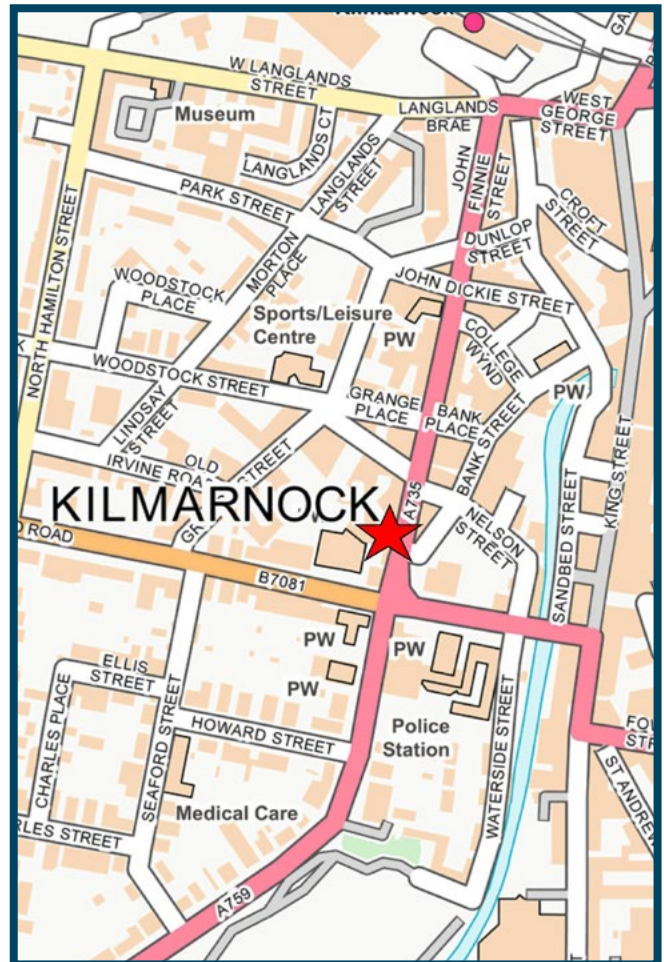 Kilmarnock
W LANGLANDS
STREET
Museum
LANGLANDS
BRAE
WEST
GEORGE
STREET
LANGLANDS CT
LANGLANDS
STREET
JOHN
FINNIE
STREET
PARK STREET
CROFT
STREET
DUNLOP
STREET
MORTON
PLACE
NORTH HAMILTON STREET
WOODSTOCK
PLACE
JOHN DICKIE STREET
Sports/Leisure
Centre
PW
COLLEGE
WYND
WOODSTOCK STREET
GRANGE
PLACE
BANK
PLACE
PW
LINDSAY
STREET
BANK STREET
KING STREET
OLD
IRVINE ROAD
STREET
KILMARNOCK
A735
NELSON
STREET
SANDBED STREET
ROAD
B7081
PW
PW
PW
ELLIS
STREET
CHARLES PLACE
SEAFORD STREET
HOWARD STREET
Police
Station
WATERSIDE STREET
Medical Care
STREET
A759